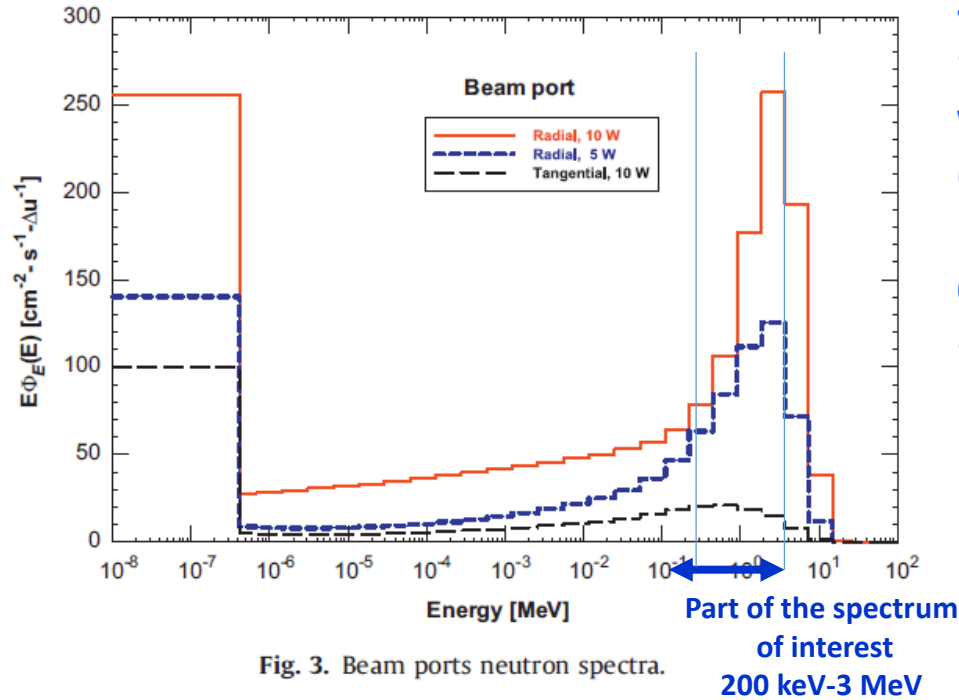 300
250
200
150
100
50
0
EΦ_E(E) [cm⁻²- s⁻¹-Δu⁻¹]
Beam port
Radial, 10 W
Radial, 5 W
Tangential, 10 W
10⁻⁸ 10⁻⁷ 10⁻⁶ 10⁻⁵ 10⁻⁴ 10⁻³ 10⁻² 10⁻¹ 10⁰ 10¹ 10²
Energy [MeV]
Part of the spectrum
of interest
200 keV-3 MeV
Fig. 3. Beam ports neutron spectra.